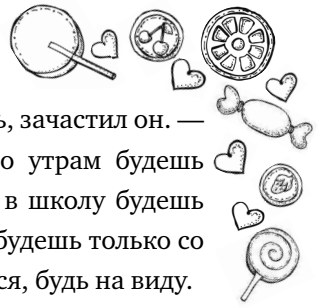 ь, зачастил он. —
о утрам будешь
в школу будешь
будешь только со
ся, будь на виду.